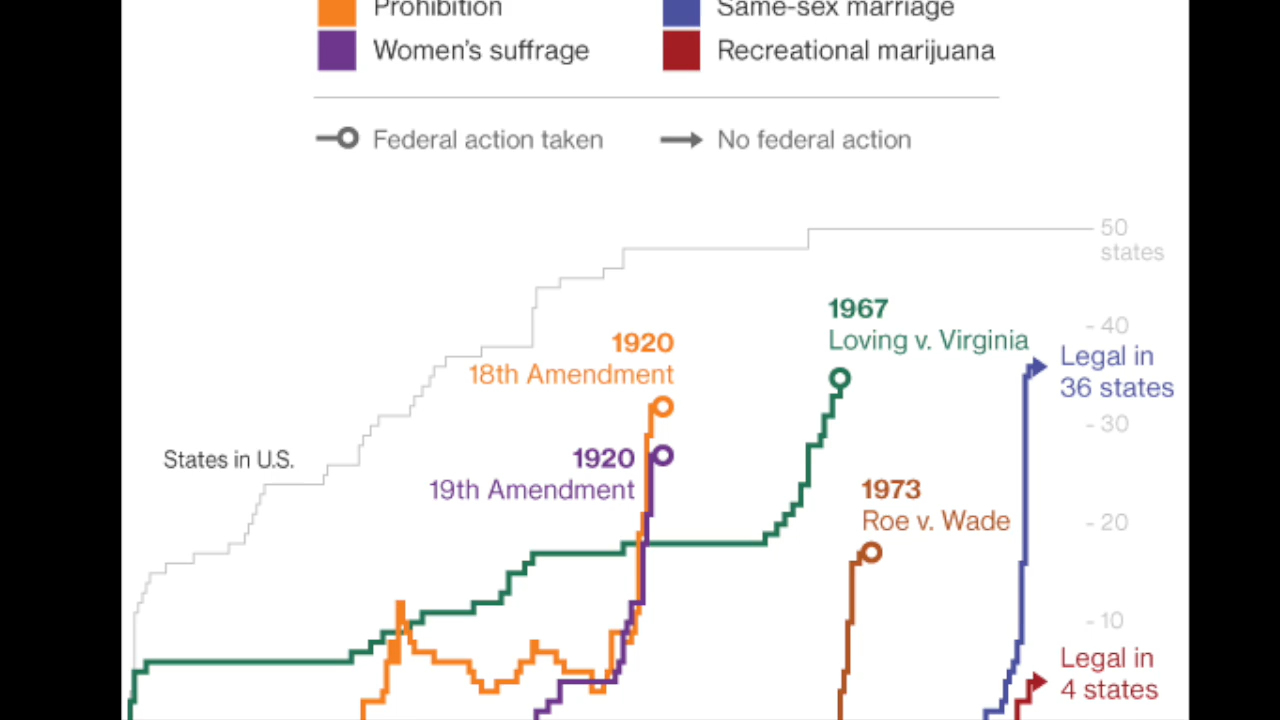 Prohibition
Same-sex marriage
Women's suffrage
Recreational marijuana
Federal action taken
No federal action
50
states
1967
Loving v. Virginia
- 40
1920
18th Amendment
Legal in
36 states
- 30
States in U.S.
1920
19th Amendment
1973
Roe v. Wade
- 20
- 10
Legal in
4 states